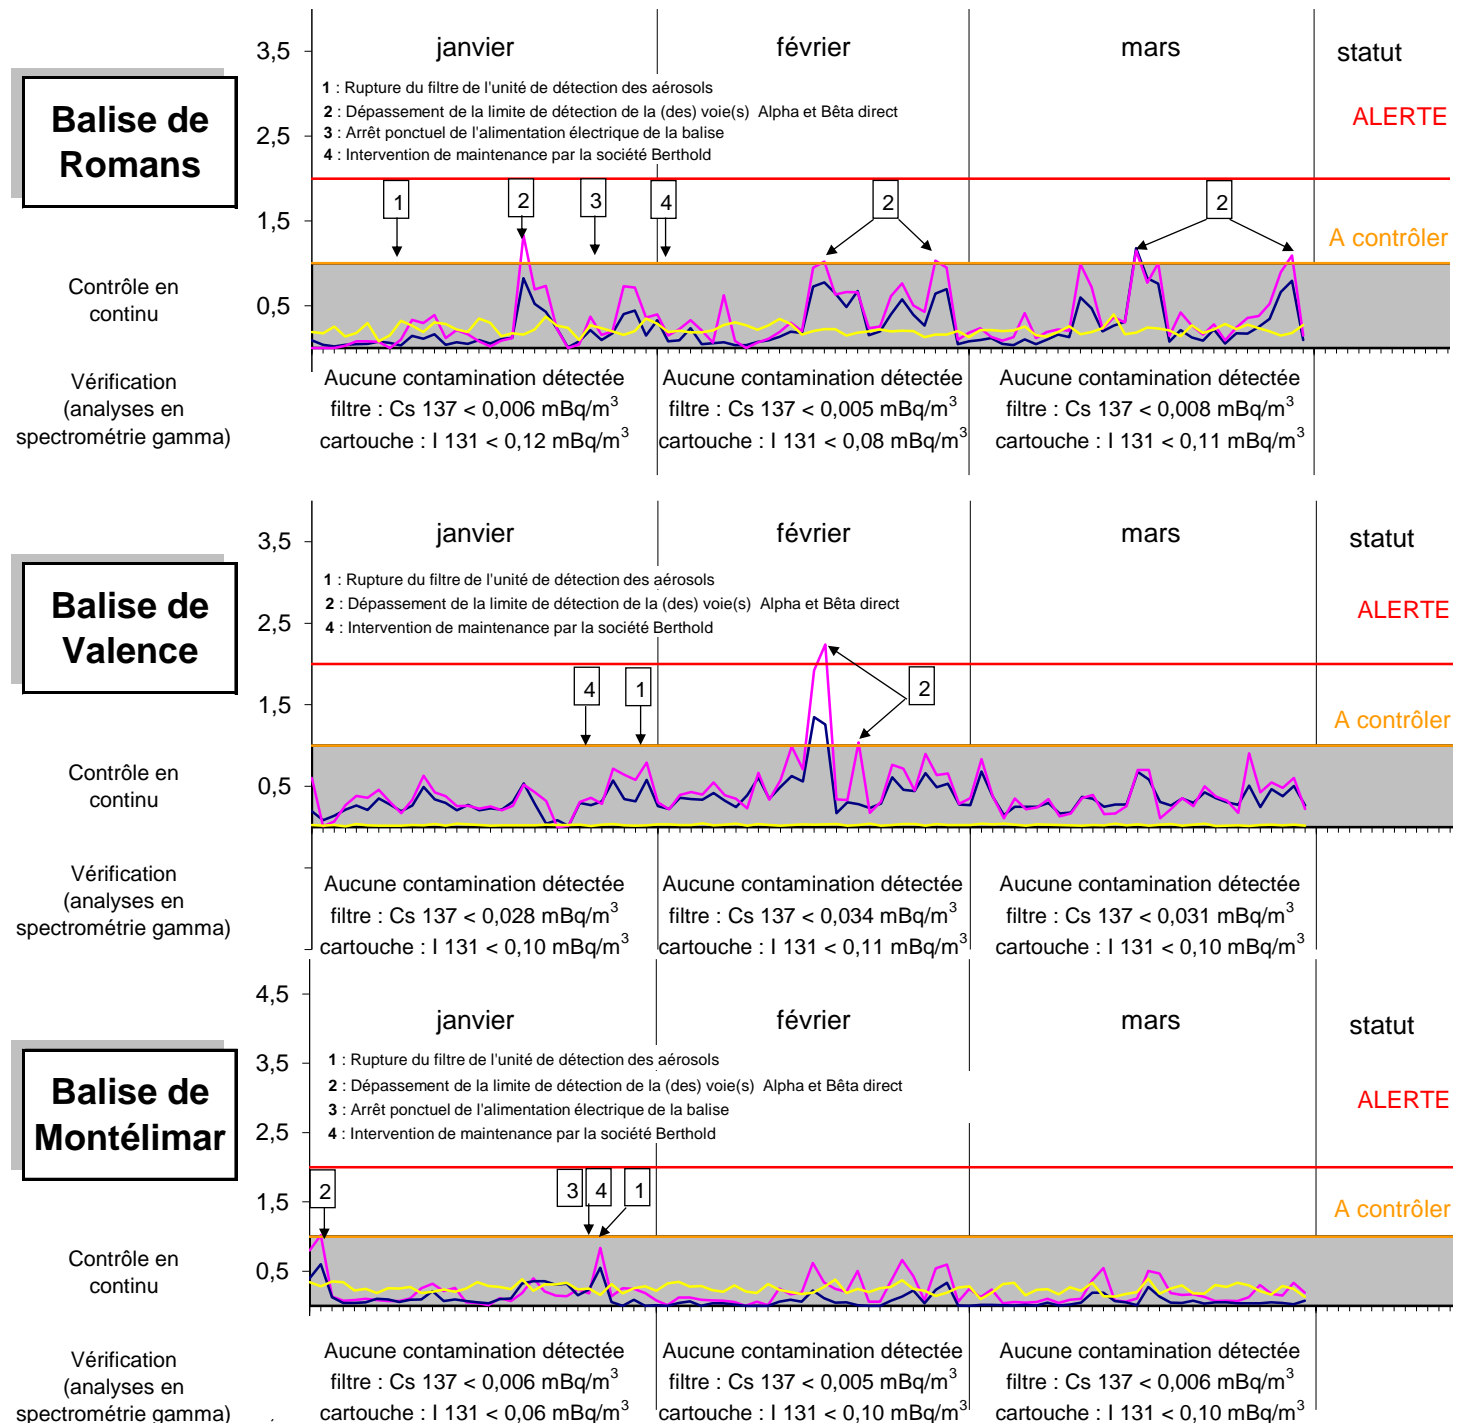 janvier février mars statut
3,5
1 : Rupture du filtre de l'unité de détection des aérosols
2 : Dépassement de la limite de détection de la (des) voie(s) Alpha et Bêta direct
3 : Arrêt ponctuel de l'alimentation électrique de la balise
4 : Intervention de maintenance par la société Berthold
Balise de
Romans
2,5
ALERTE
1 2 3 4 2 2
1,5
A contrôler
Contrôle en
continu
0,5
Vérification
(analyses en
spectrométrie gamma)
Aucune contamination détectée
filtre : Cs 137 < 0,006 mBq/m3
cartouche : I 131 < 0,12 mBq/m3
Aucune contamination détectée
filtre : Cs 137 < 0,005 mBq/m3
cartouche : I 131 < 0,08 mBq/m3
Aucune contamination détectée
filtre : Cs 137 < 0,008 mBq/m3
cartouche : I 131 < 0,11 mBq/m3
janvier février mars statut
3,5
1 : Rupture du filtre de l'unité de détection des aérosols
2 : Dépassement de la limite de détection de la (des) voie(s) Alpha et Bêta direct
4 : Intervention de maintenance par la société Berthold
Balise de
Valence
2,5
ALERTE
4 1 2
1,5
A contrôler
Contrôle en
continu
0,5
Vérification
(analyses en
spectrométrie gamma)
Aucune contamination détectée
filtre : Cs 137 < 0,028 mBq/m3
cartouche : I 131 < 0,10 mBq/m3
Aucune contamination détectée
filtre : Cs 137 < 0,034 mBq/m3
cartouche : I 131 < 0,11 mBq/m3
Aucune contamination détectée
filtre : Cs 137 < 0,031 mBq/m3
cartouche : I 131 < 0,10 mBq/m3
4,5
janvier février mars statut
3,5
1 : Rupture du filtre de l'unité de détection des aérosols
2 : Dépassement de la limite de détection de la (des) voie(s) Alpha et Bêta direct
3 : Arrêt ponctuel de l'alimentation électrique de la balise
4 : Intervention de maintenance par la société Berthold
Balise de
Montélimar
2,5
ALERTE
2 3 4 1
1,5
A contrôler
Contrôle en
continu
0,5
Vérification
(analyses en
spectrométrie gamma)
Aucune contamination détectée
filtre : Cs 137 < 0,006 mBq/m3
cartouche : I 131 < 0,06 mBq/m3
Aucune contamination détectée
filtre : Cs 137 < 0,005 mBq/m3
cartouche : I 131 < 0,10 mBq/m3
Aucune contamination détectée
filtre : Cs 137 < 0,006 mBq/m3
cartouche : I 131 < 0,10 mBq/m3